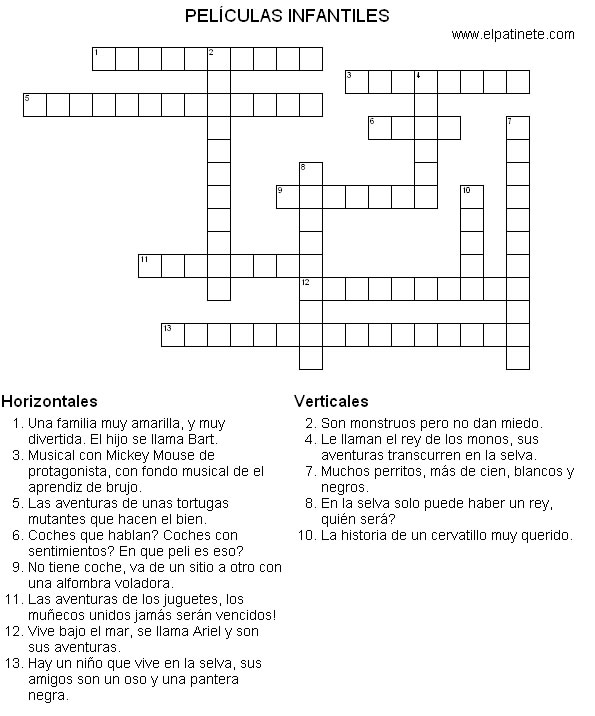 PELÍCULAS INFANTILES
www.elpatinete.com
1
2
3
4
5
6
7
8
9
10
11
12
13
Horizontales
1. Una familia muy amarilla, y muy
divertida. El hijo se llama Bart.
3. Musical con Mickey Mouse de
protagonista, con fondo musical de el
aprendiz de brujo.
5. Las aventuras de unas tortugas
mutantes que hacen el bien.
6. Coches que hablan? Coches con
sentimientos? En que peli es eso?
9. No tiene coche, va de un sitio a otro con
una alfombra voladora.
11. Las aventuras de los juguetes, los
muñecos unidos jamás serán vencidos!
12. Vive bajo el mar, se llama Ariel y son
sus aventuras.
13. Hay un niño que vive en la selva, sus
amigos son un oso y una pantera
negra.
Verticales
2. Son monstruos pero no dan miedo.
4. Le llaman el rey de los monos, sus
aventuras transcurren en la selva.
7. Muchos perritos, más de cien, blancos y
negros.
8. En la selva solo puede haber un rey,
quién será?
10. La historia de un cervatillo muy querido.